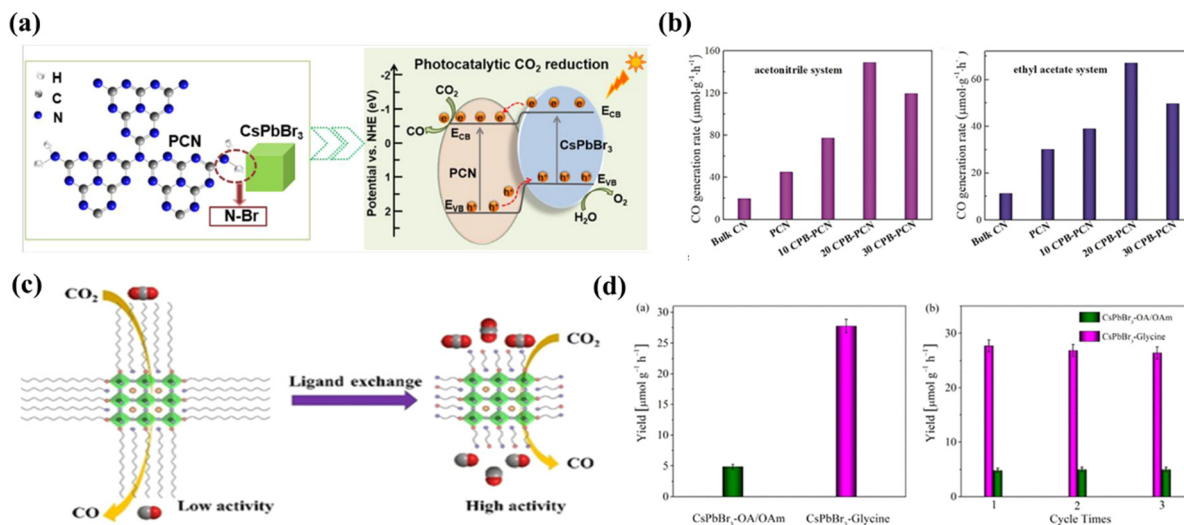 (a)
H
C
N
PCN
CsPbBr3
N-Br
Photocatalytic CO2 reduction
Potential vs. NHE (eV)
-2
-1
0
1
2
CO2
CO
e e e e
e e e
ECB
ECB
PCN
CsPbBr3
EVB
EVB
h+ h+ h+
h+ h+ h+
O2
H2O
(b)
CO generation rate (μmol·g-1·h-1)
160
120
80
40
0
acetonitrile system
Bulk CN
PCN
10 CPB-PCN
20 CPB-PCN
30 CPB-PCN
CO generation rate (μmol·g-1·h-1)
60
40
20
0
ethyl acetate system
Bulk CN
PCN
10 CPB-PCN
20 CPB-PCN
30 CPB-PCN
(c)
CO2
CO
Low activity
Ligand exchange
CO2
CO
High activity
(d)
(a)
Yield [μmol g-1 h-1]
35
30
25
20
15
10
5
0
CsPbBr3-OA/OAm
CsPbBr3-Glycine
(b)
CsPbBr3-OA/OAm
CsPbBr3-Glycine
Yield [μmol g-1 h-1]
30
20
10
0
1
2
3
Cycle Times